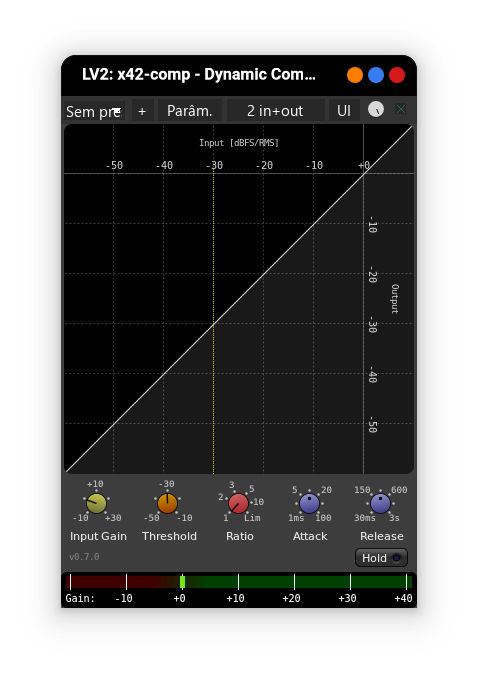 LV2: x42-comp - Dynamic Com...
Sem pre + Parâm. 2 in+out UI
Input [dBFS/RMS]
-50 -40 -30 -20 -10 +0
-10
-20
Output
-30
-40
-50
+10 -30 3 5 5 20 150 600
2 10
-10 +30 -50 -10 1 Lim 1ms 100 30ms 3s
Input Gain Threshold Ratio Attack Release
v0.7.0 Hold
Gain: -10 +0 +10 +20 +30 +40